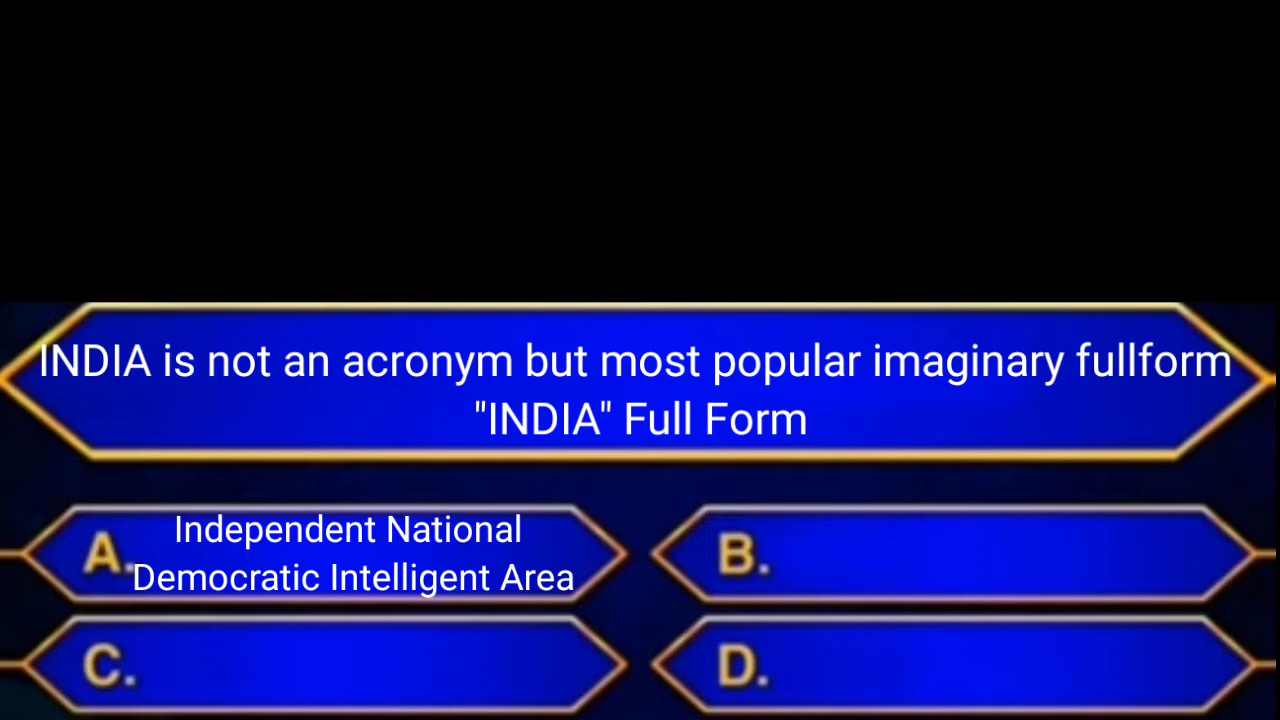 INDIA is not an acronym but most popular imaginary fullform
"INDIA" Full Form
A. Independent National
Democratic Intelligent Area
B.
C.
D.